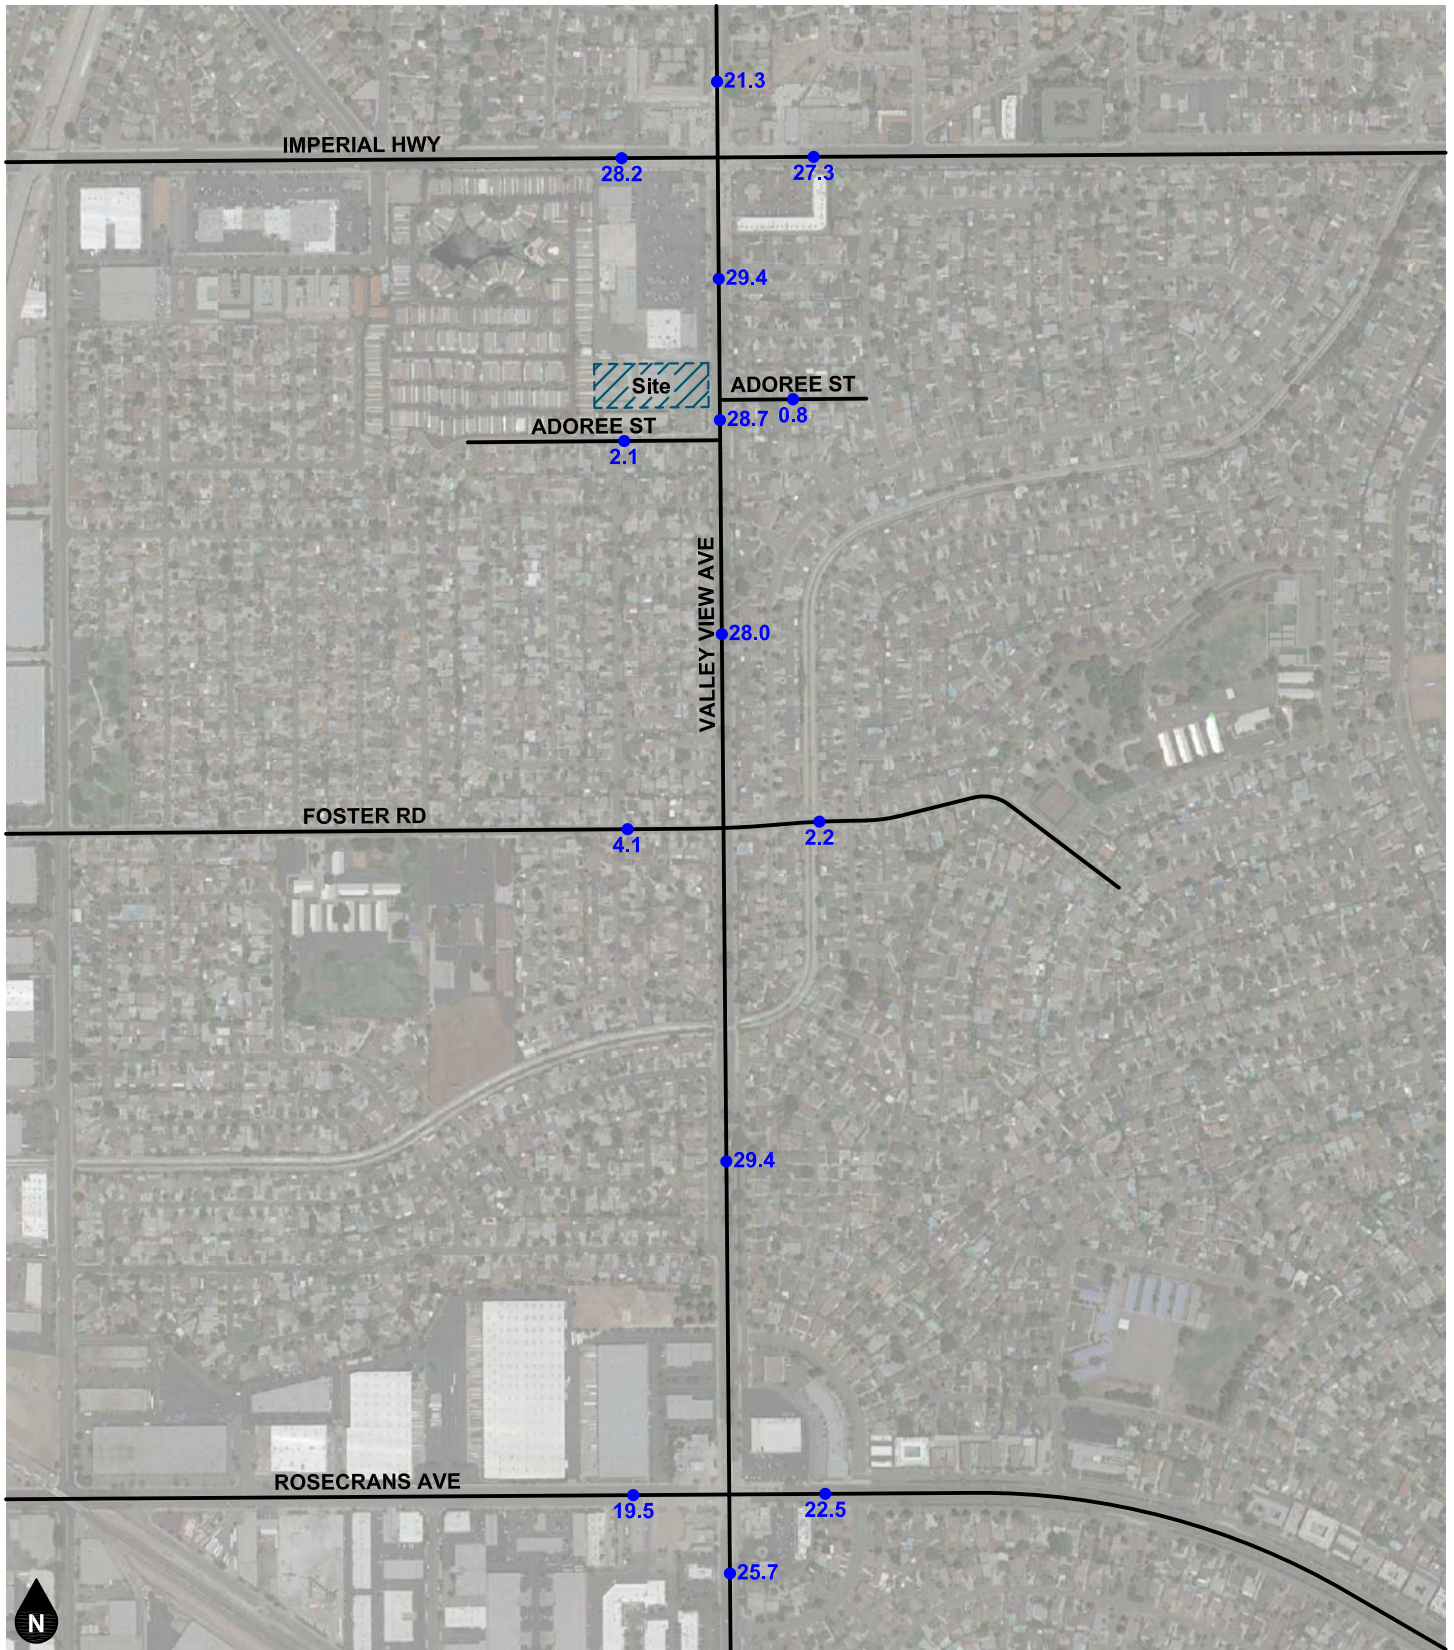 21.3
IMPERIAL HWY
28.2
27.3
29.4
Site
ADOREE ST
28.7
0.8
ADOREE ST
2.1
VALLEY VIEW AVE
28.0
FOSTER RD
4.1
2.2
29.4
ROSECRANS AVE
19.5
22.5
25.7
N